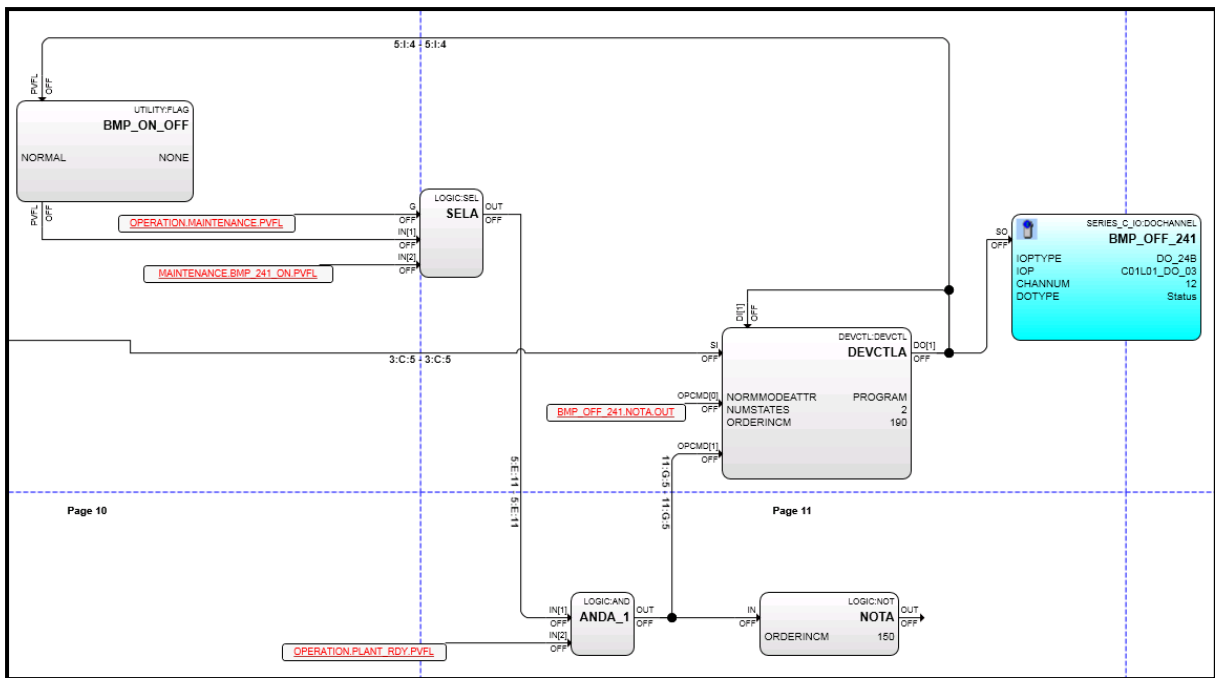 5:I:4 - 5:I:4
PVFL
OFF
UTILITY:FLAG
BMP_ON_OFF
NORMAL NONE
PVFL
OFF
OPERATION.MAINTENANCE.PVFL
MAINTENANCE.BMP_241_ON.PVFL
G
OFF
IN[1]
OFF
IN[2]
OFF
LOGIC:SEL
SELA
OUT
OFF
SERIES_C_IO:DOCHANNEL
BMP_OFF_241
SO
OFF
IOPTYPE DO_24B
IOP C01L01_DO_03
CHANNUM 12
DOTYPE Status
DI[1]
OFF
3:C:5 - 3:C:5
SI
OFF
DEVCTL:DEVCTL
DEVCTLA
DO[1]
OFF
BMP_OFF_241.NOTA.OUT
OPCMD[0]
OFF
NORMMODEATTR PROGRAM
NUMSTATES 2
ORDERINCM 190
OPCMD[1]
OFF
5:E:11 - 5:E:11
11:G:5 - 11:G:5
Page 10
Page 11
IN[1]
OFF
IN[2]
OFF
LOGIC:AND
ANDA_1
OUT
OFF
OPERATION.PLANT_RDY.PVFL
IN
OFF
LOGIC:NOT
NOTA
ORDERINCM 150
OUT
OFF